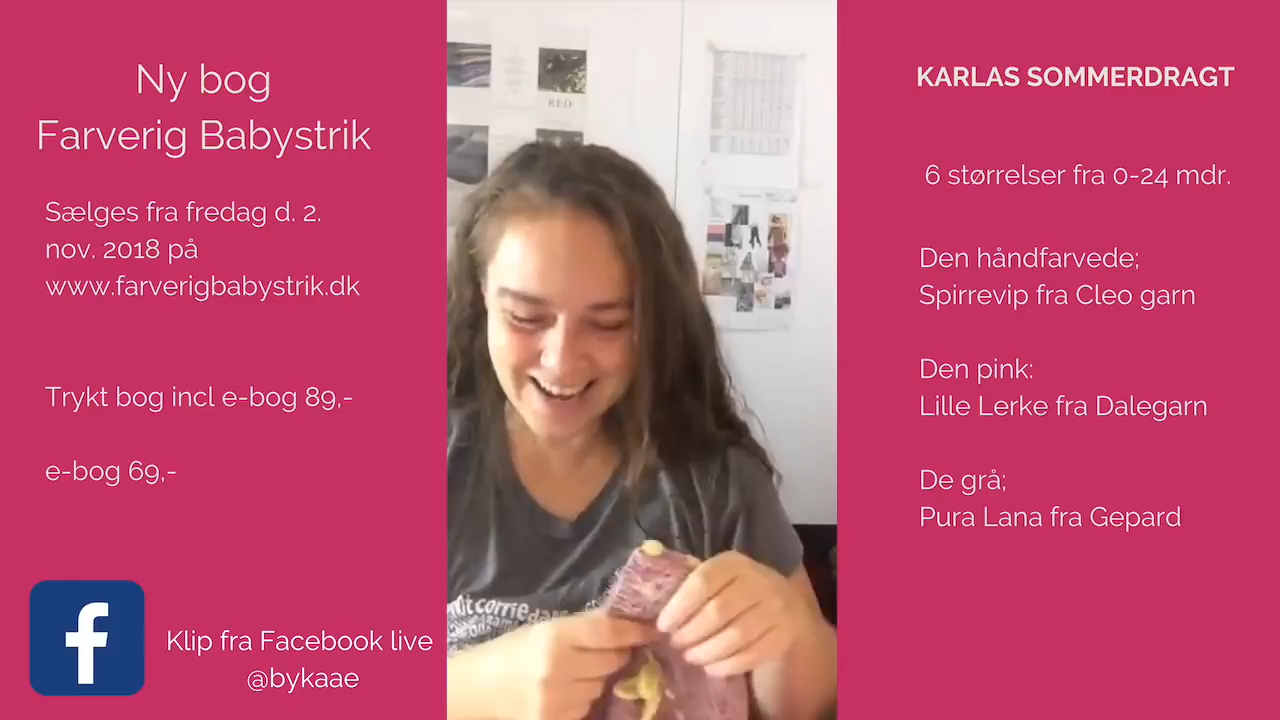 Ny bog
Farverig Babystrik
Sælges fra fredag d. 2.
nov. 2018 på
www.farverigbabystrik.dk
Trykt bog incl e-bog 89,-
e-bog 69,-
f
Klip fra Facebook live
@bykaae
RED
corriedale
KARLAS SOMMERDRAGT
6 størrelser fra 0-24 mdr.
Den håndfarvede;
Spirrevip fra Cleo garn
Den pink:
Lille Lerke fra Dalegarn
De grå;
Pura Lana fra Gepard